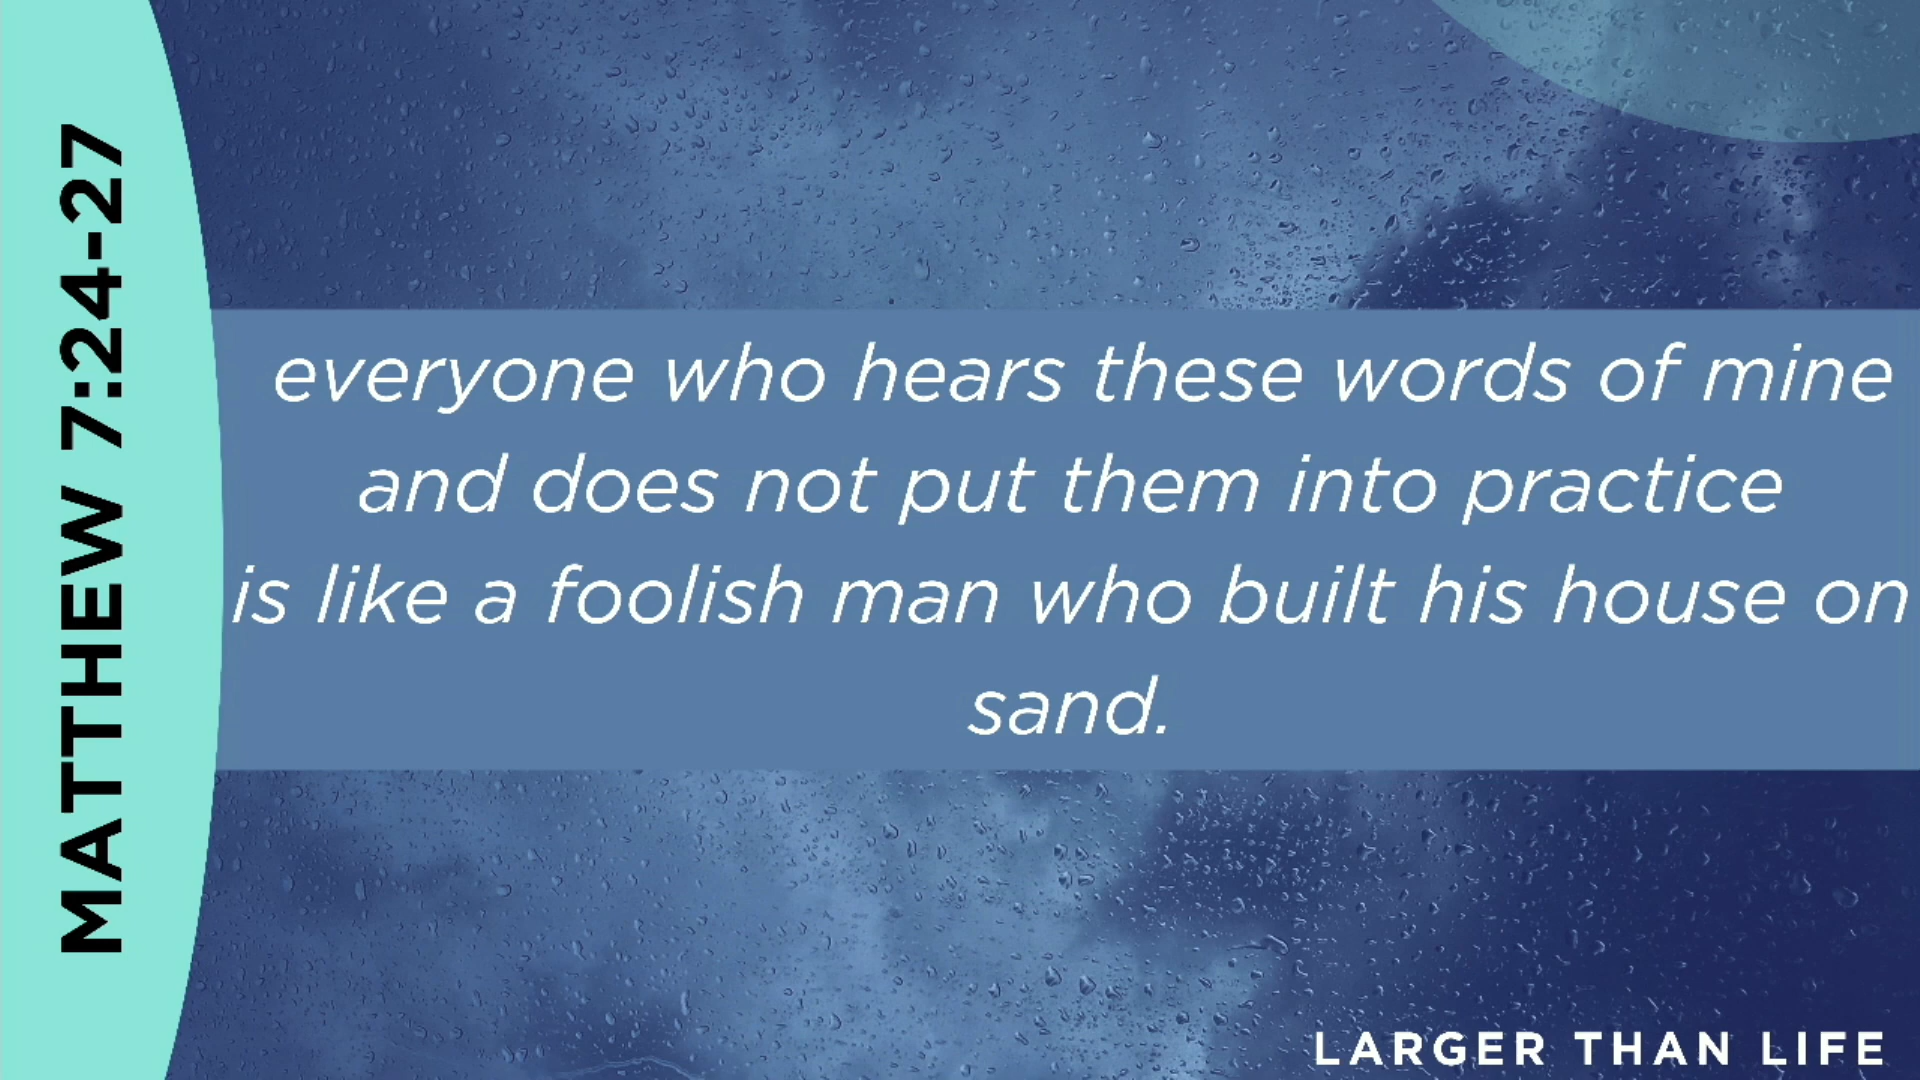 MATTHEW 7:24-27
everyone who hears these words of mine
and does not put them into practice
is like a foolish man who built his house on
sand.
LARGER THAN LIFE